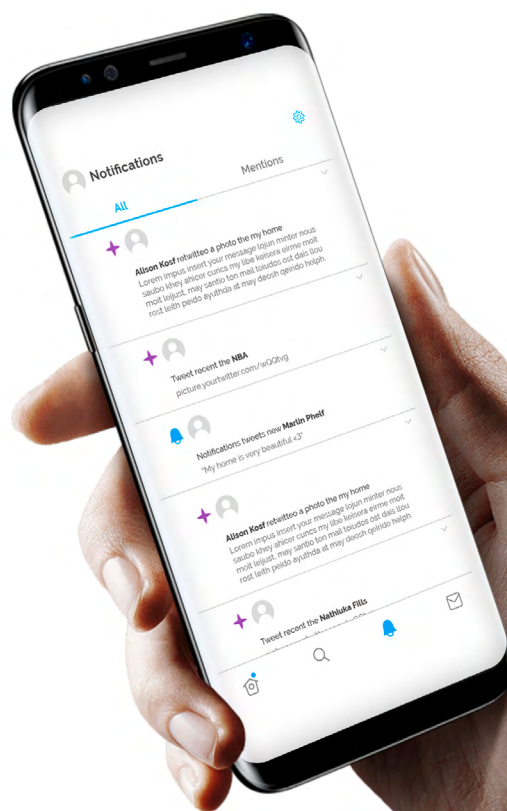 Notifications
All
Mentions
Alison Kosf retwitteo a photo the my home
Lorem impus insert your message lojun minter nous
saubo khey ahicer cuncs my libe keisera eirme moit
moit leijust, may santio ton mail toiudos ost dais llou
rost leith peido ayuthda at may deosh qeirido helph.
Tweet recent the NBA
picture.yourtwitter.com/wQQtvg
Notifications tweets new Marlin Phelf
"My home is very beautiful <3"
Alison Kosf retwitteo a photo the my home
Lorem impus insert your message lojun minter nous
saubo khey ahicer cuncs my libe keisera eirme moit
moit leijust, may santio ton mail toiudos ost dais llou
rost leith peido ayuthda at may deosh qeirido helph.
Tweet recent the Nathluka Fills